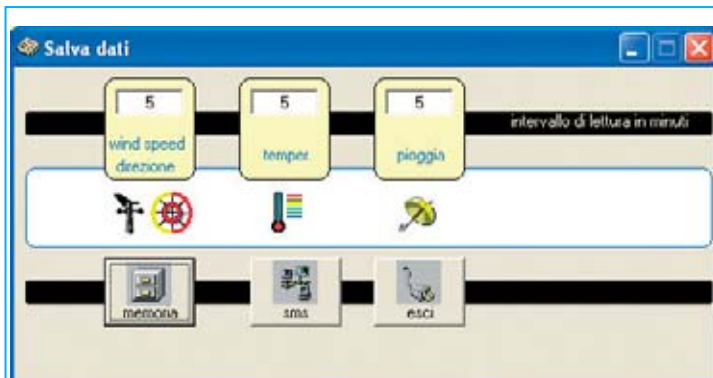 Salva dati
5
5
5
intervallo di lettura in minuti
wind speed
direzione
temper.
pioggia
memoria
sms
esci